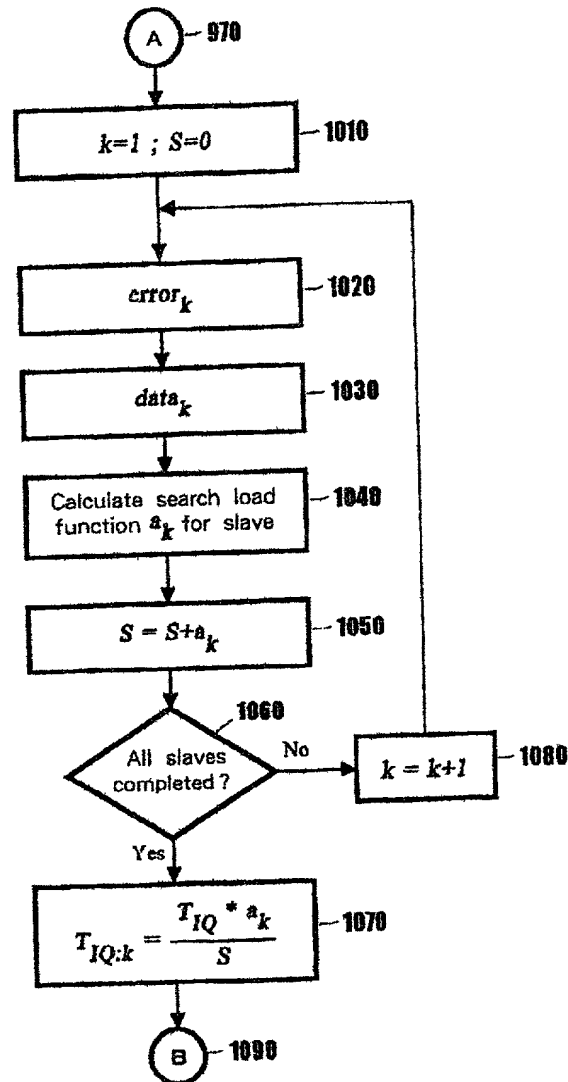 A 970
k=1 ; S=0 1010
error_k 1020
data_k 1030
Calculate search load 1040
function a_k for slave
S = S+a_k 1050
1060
All slaves No
completed ? k = k+1 1080
Yes
T_IQ:k = T_IQ * a_k / S 1070
B 1090